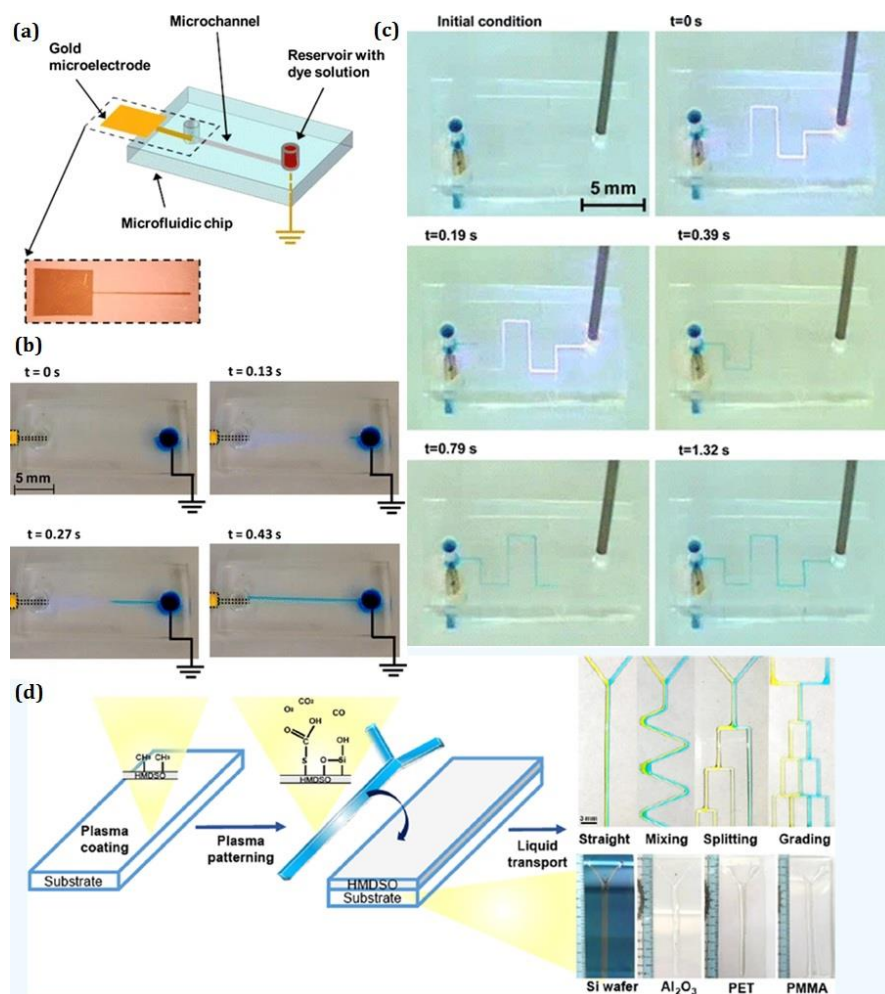 (a)
Microchannel
Gold
microelectrode
Reservoir with
dye solution
Microfluidic chip
(b)
t = 0 s
t = 0.13 s
5 mm
t = 0.27 s
t = 0.43 s
(c)
Initial condition
t=0 s
5 mm
t=0.19 s
t=0.39 s
t=0.79 s
t=1.32 s
(d)
CH₃ CH₃
HMDSO
Plasma
coating
Substrate
Plasma
patterning
CO₂
CO
O
OH
C
S
OH
O Si
HMDSO
HMDSO
Substrate
Liquid
transport
3 mm
Straight
Mixing
Splitting
Grading
Si wafer
Al₂O₃
PET
PMMA